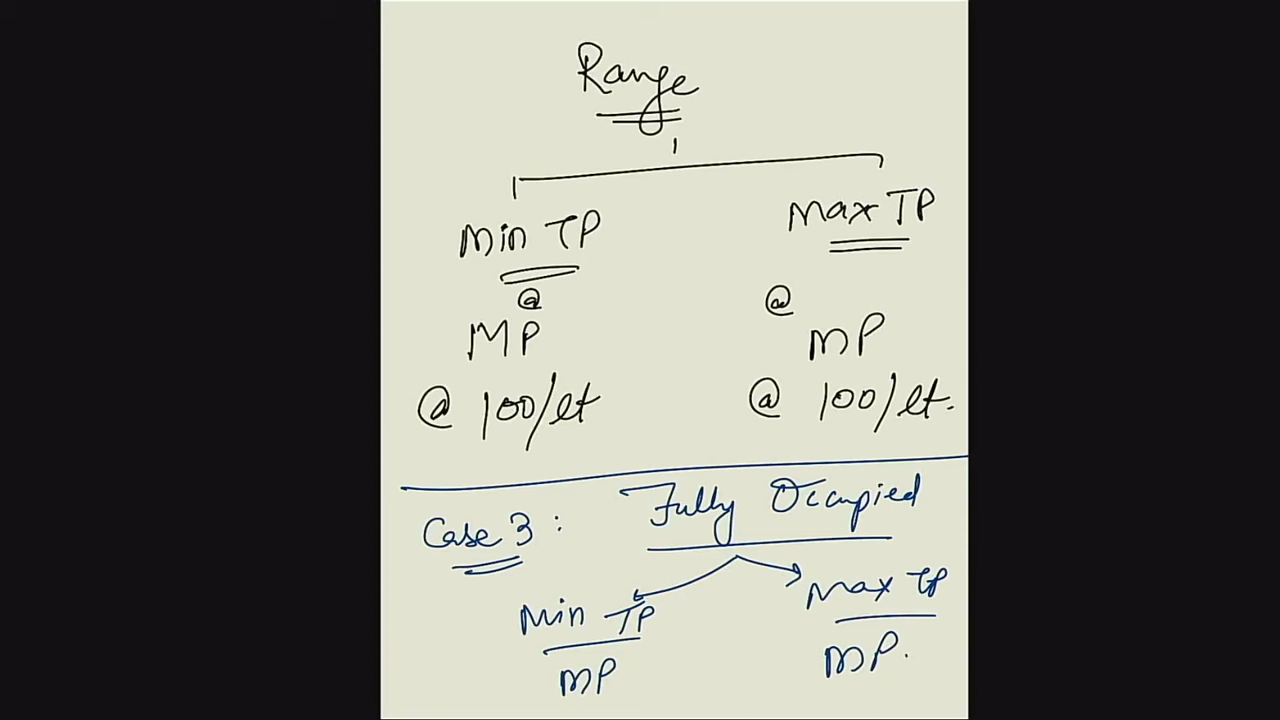 Range
Min TP Max TP
@ @
MP MP
@ 100/lt @ 100/lt.
Case 3 : Fully Occupied
Min TP Max TP
MP MP.